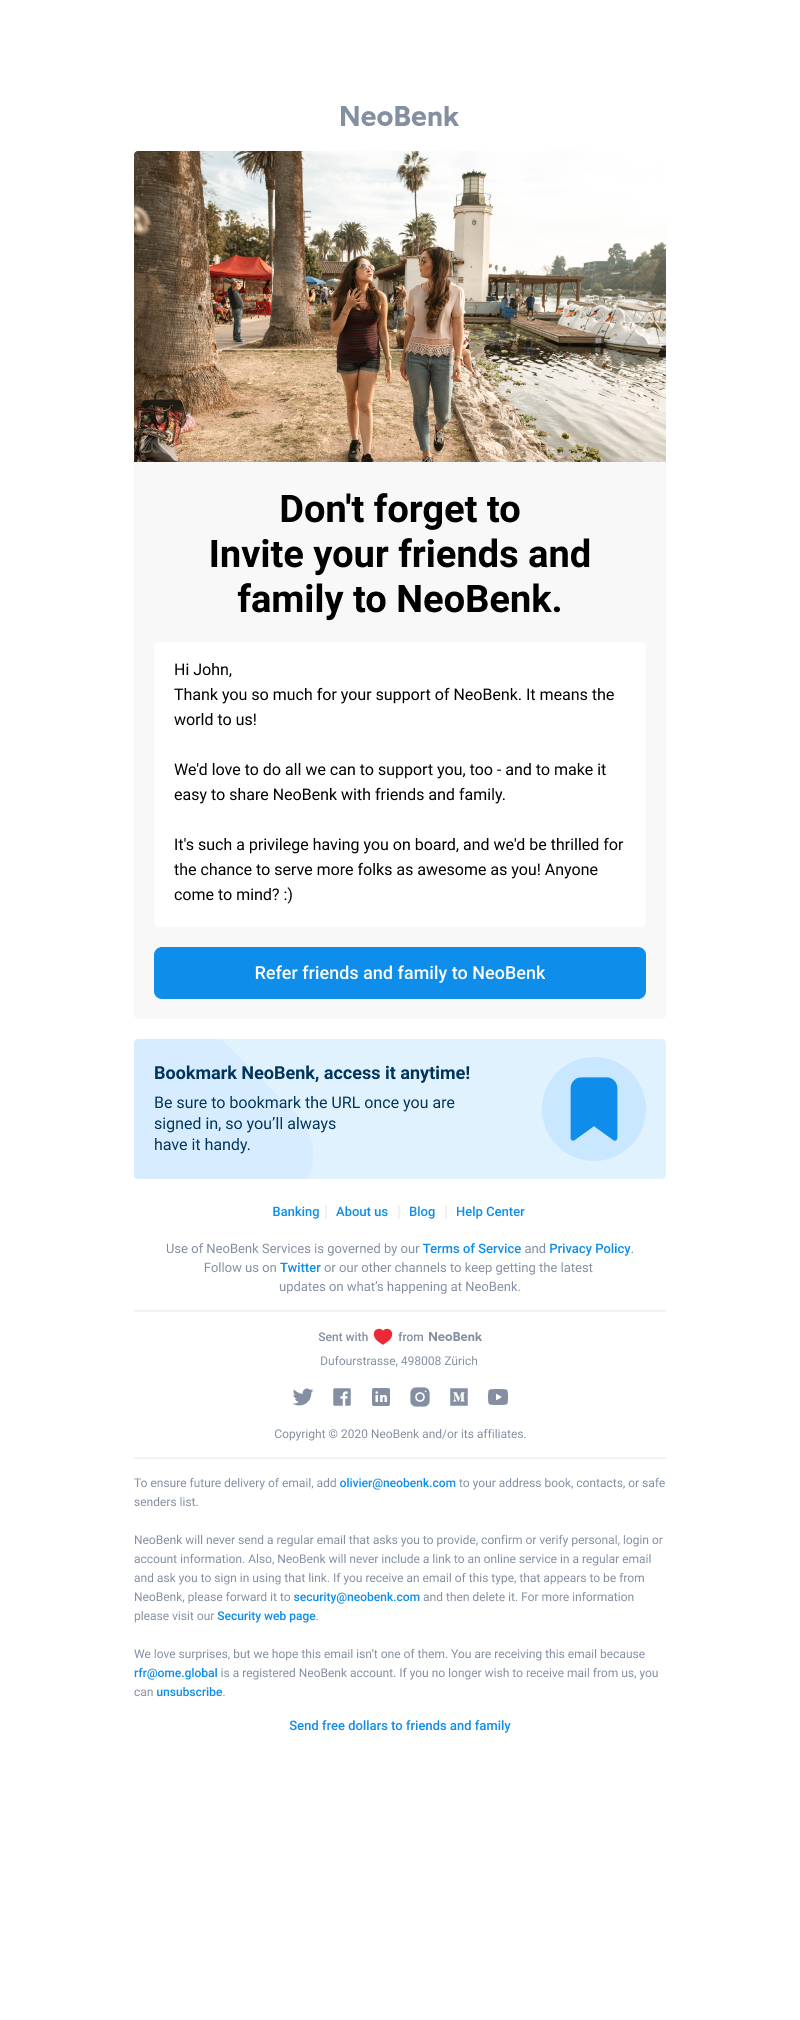 NeoBenk
Don't forget to
Invite your friends and
family to NeoBenk.
Hi John,
Thank you so much for your support of NeoBenk. It means the
world to us!
We'd love to do all we can to support you, too - and to make it
easy to share NeoBenk with friends and family.
It's such a privilege having you on board, and we'd be thrilled for
the chance to serve more folks as awesome as you! Anyone
come to mind? :)
Refer friends and family to NeoBenk
Bookmark NeoBenk, access it anytime!
Be sure to bookmark the URL once you are
signed in, so you’ll always
have it handy.
Banking | About us | Blog | Help Center
Use of NeoBenk Services is governed by our Terms of Service and Privacy Policy.
Follow us on Twitter or our other channels to keep getting the latest
updates on what’s happening at NeoBenk.
Sent with ❤ from NeoBenk
Dufourstrasse, 498008 Zürich
Copyright © 2020 NeoBenk and/or its affiliates.
To ensure future delivery of email, add olivier@neobenk.com to your address book, contacts, or safe
senders list.
NeoBenk will never send a regular email that asks you to provide, confirm or verify personal, login or
account information. Also, NeoBenk will never include a link to an online service in a regular email
and ask you to sign in using that link. If you receive an email of this type, that appears to be from
NeoBenk, please forward it to security@neobenk.com and then delete it. For more information
please visit our Security web page.
We love surprises, but we hope this email isn’t one of them. You are receiving this email because
rfr@ome.global is a registered NeoBenk account. If you no longer wish to receive mail from us, you
can unsubscribe.
Send free dollars to friends and family